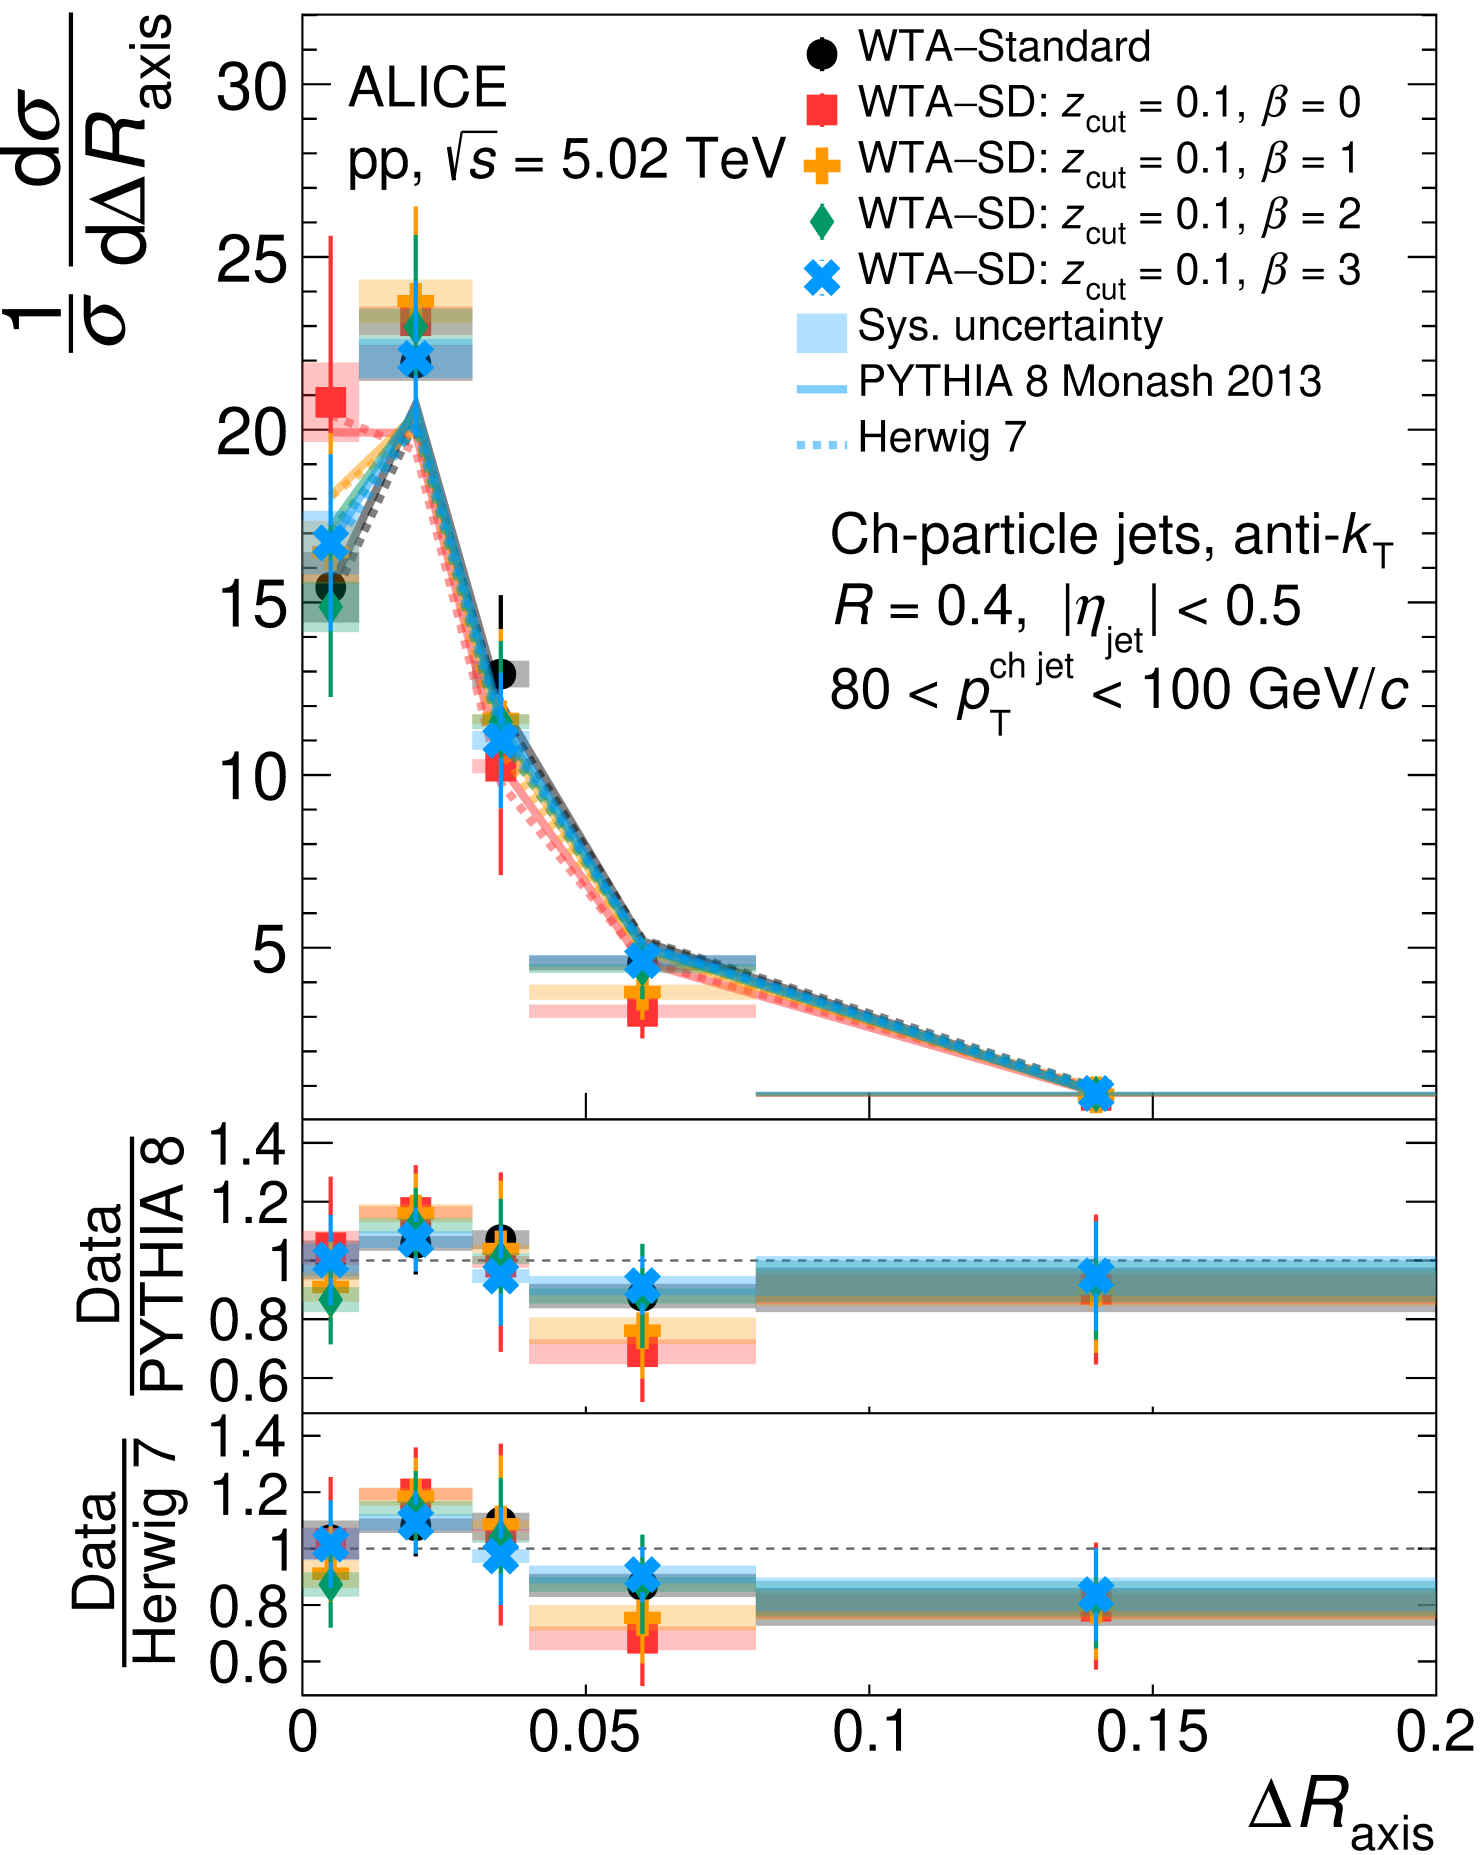 1/σ dσ/dΔR_axis
30
25
20
15
10
5
ALICE
pp, √s = 5.02 TeV
WTA–Standard
WTA–SD: z_cut = 0.1, β = 0
WTA–SD: z_cut = 0.1, β = 1
WTA–SD: z_cut = 0.1, β = 2
WTA–SD: z_cut = 0.1, β = 3
Sys. uncertainty
PYTHIA 8 Monash 2013
Herwig 7
Ch-particle jets, anti-k_T
R = 0.4, |η_jet| < 0.5
80 < p_T^ch jet < 100 GeV/c
Data
PYTHIA 8
1.4
1.2
1
0.8
0.6
Data
Herwig 7
1.4
1.2
1
0.8
0.6
0 0.05 0.1 0.15 0.2
ΔR_axis